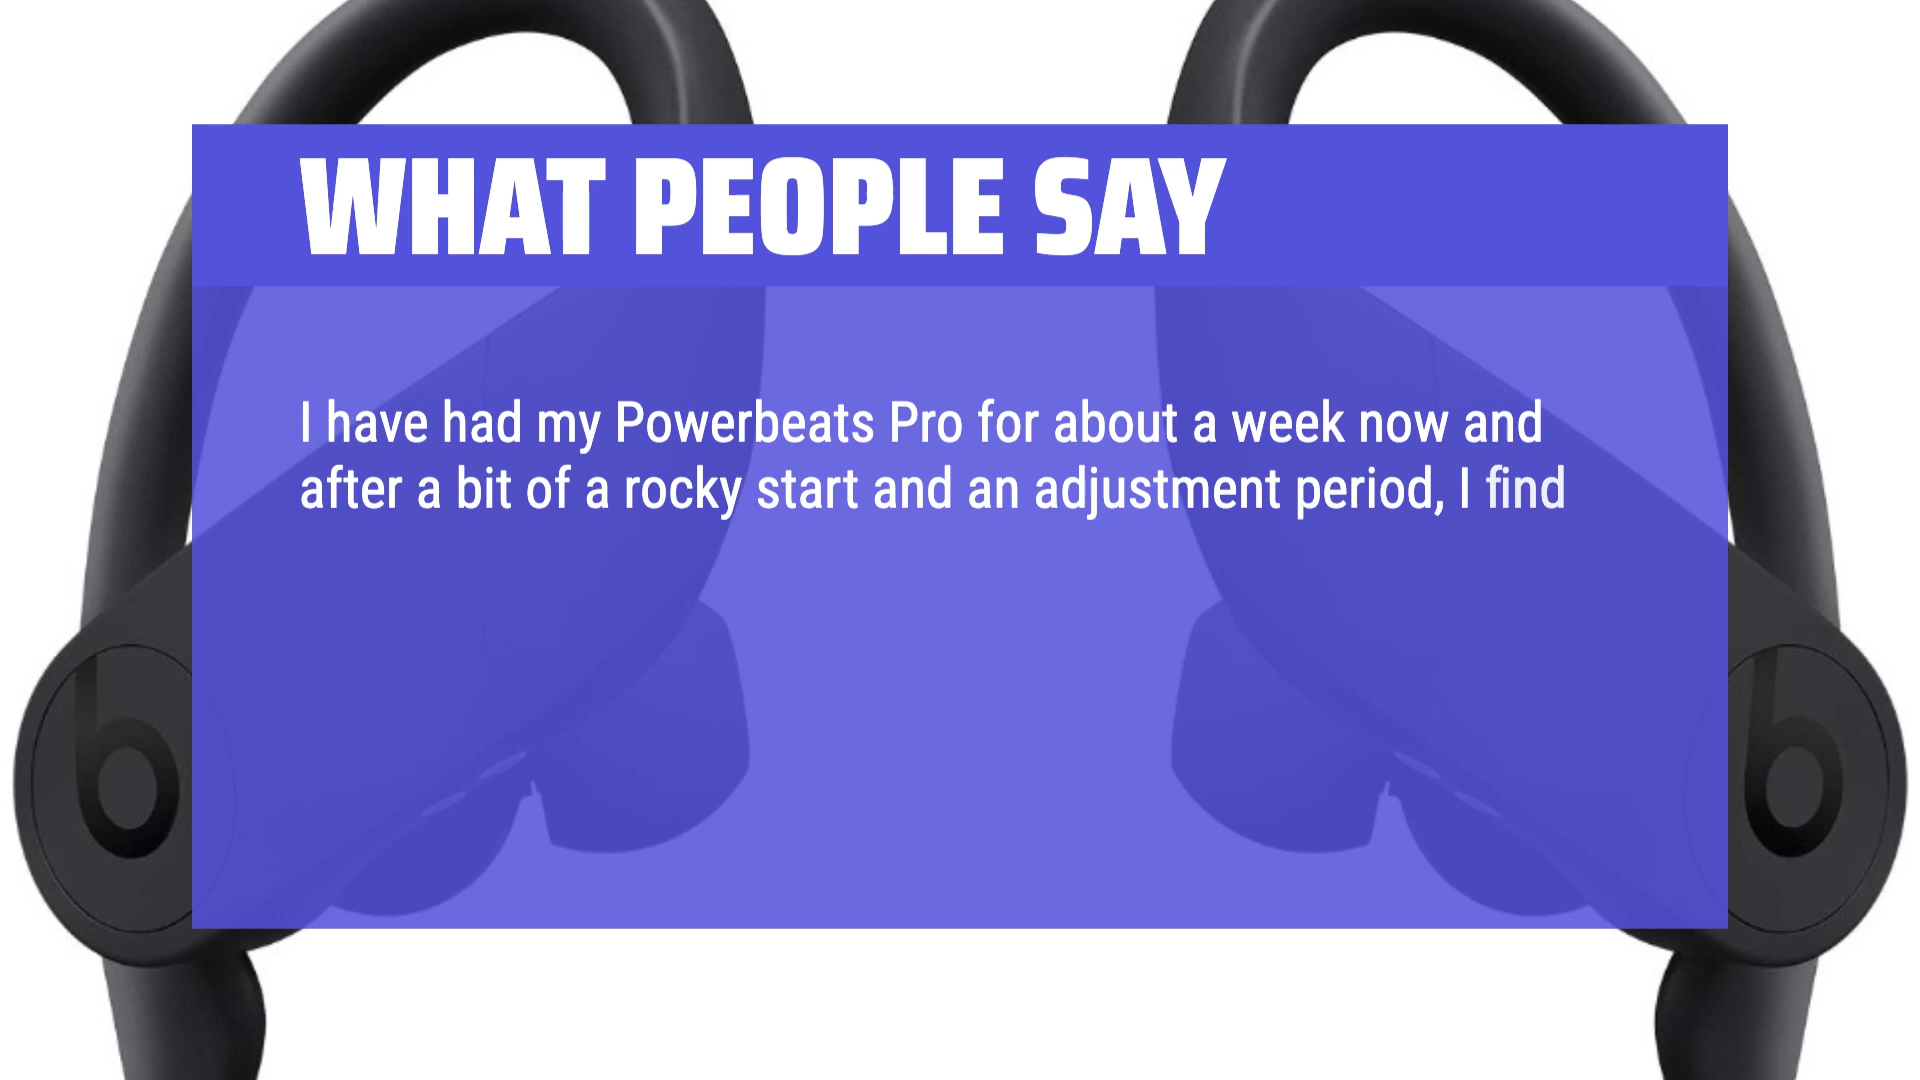 WHAT PEOPLE SAY
I have had my Powerbeats Pro for about a week now and
after a bit of a rocky start and an adjustment period, I find